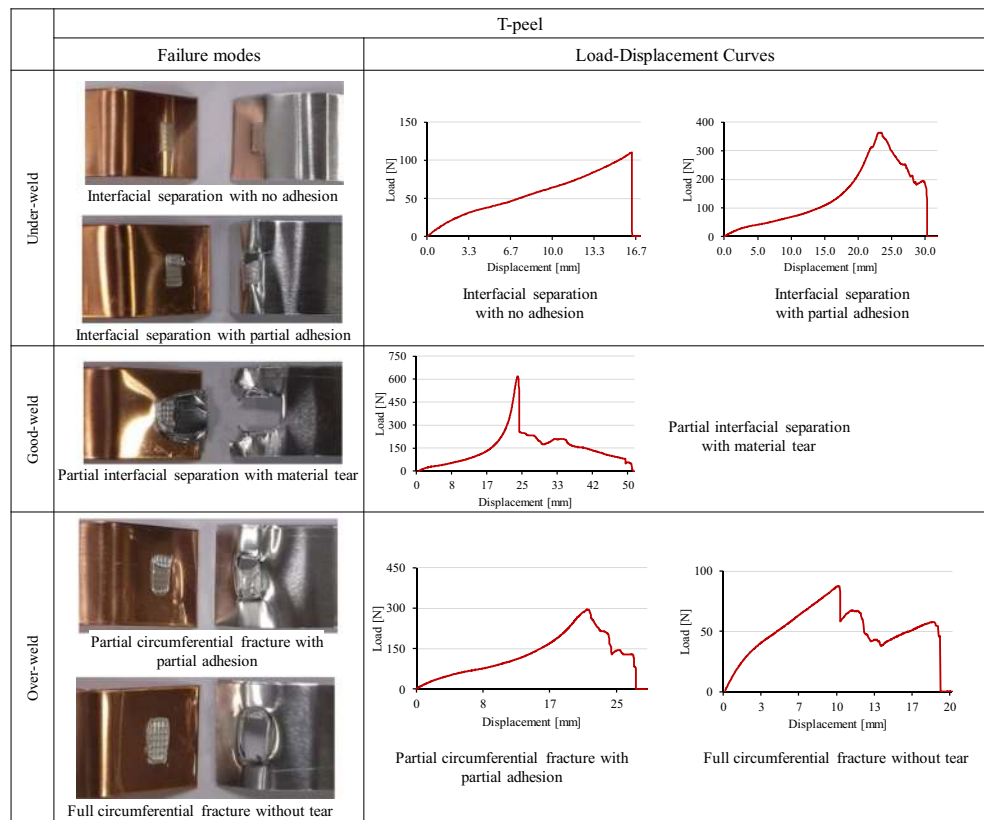 T-peel
Failure modes
Load-Displacement Curves
Under-weld
Interfacial separation with no adhesion
Interfacial separation with partial adhesion
150
100
50
0
Load [N]
0.0 3.3 6.7 10.0 13.3 16.7
Displacement [mm]
Interfacial separation
with no adhesion
400
300
200
100
0
Load [N]
0.0 5.0 10.0 15.0 20.0 25.0 30.0
Displacement [mm]
Interfacial separation
with partial adhesion
Good-weld
Partial interfacial separation with material tear
750
600
450
300
150
0
Load [N]
0 8 17 25 33 42 50
Displacement [mm]
Partial interfacial separation
with material tear
Over-weld
Partial circumferential fracture with
partial adhesion
Full circumferential fracture without tear
450
300
150
0
Load [N]
0 8 17 25
Displacement [mm]
Partial circumferential fracture with
partial adhesion
100
50
0
Load [N]
0 3 7 10 13 17 20
Displacement [mm]
Full circumferential fracture without tear